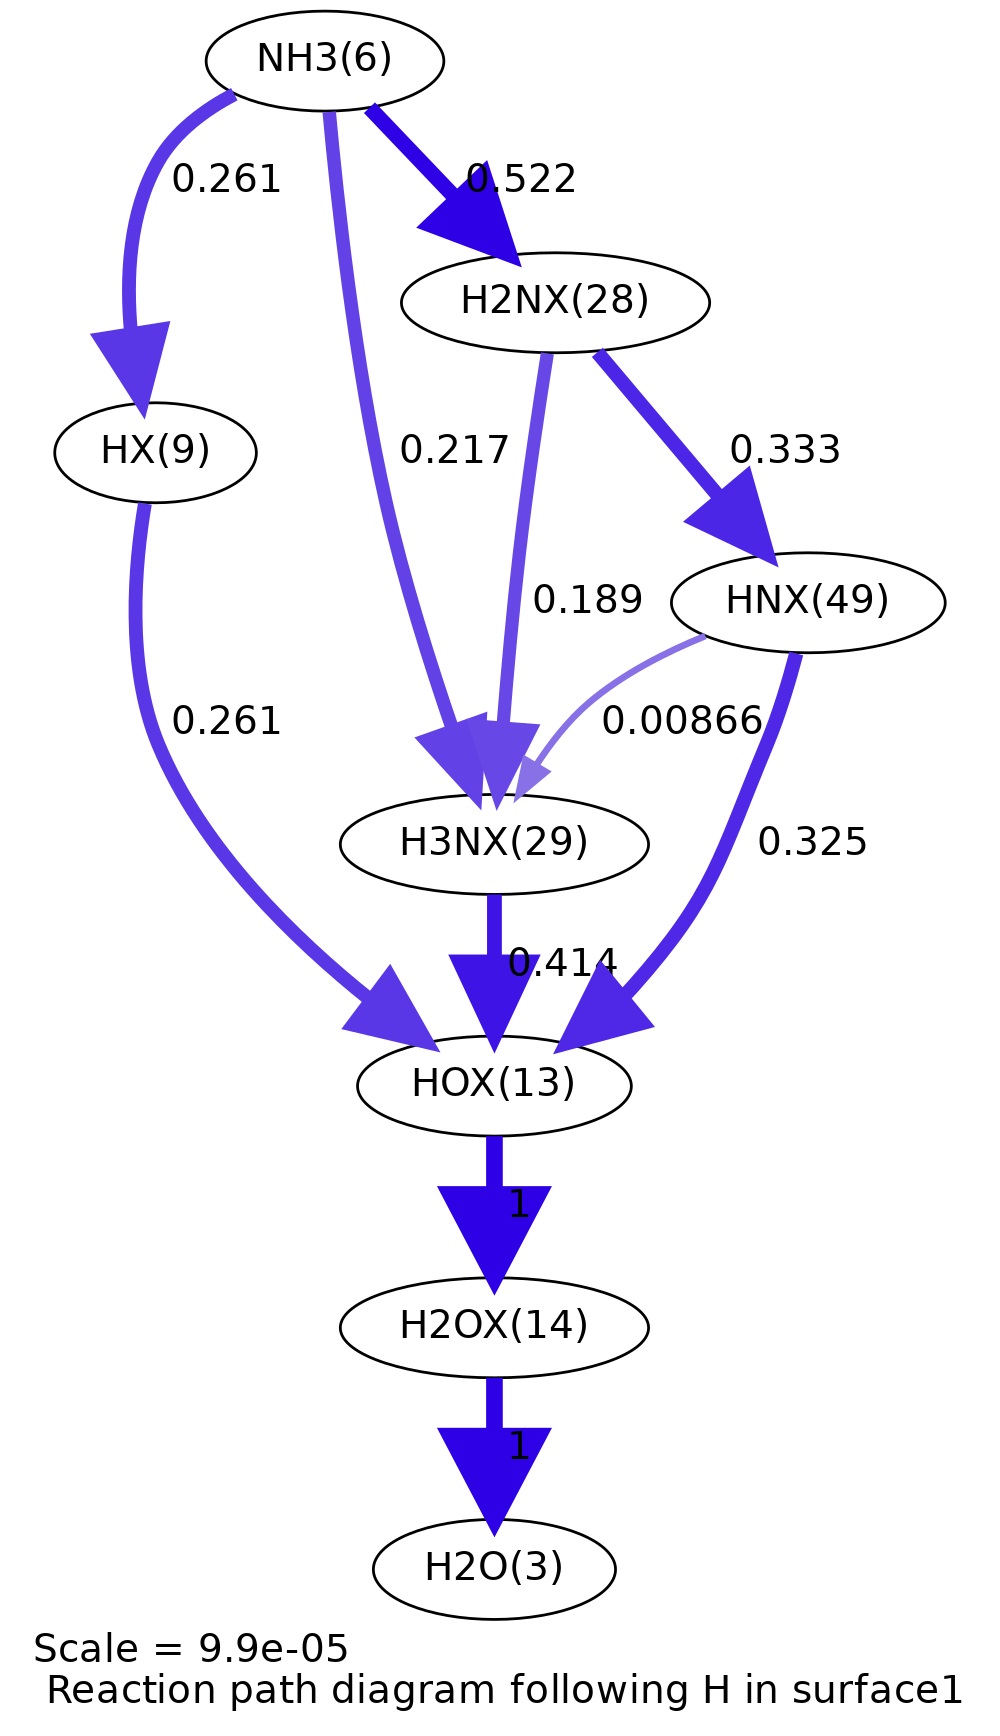 NH3(6)
0.261
0.522
H2NX(28)
HX(9)
0.217
0.333
0.189
HNX(49)
0.261
0.00866
H3NX(29)
0.325
0.414
HOX(13)
1
H2OX(14)
1
H2O(3)
Scale = 9.9e-05
Reaction path diagram following H in surface1